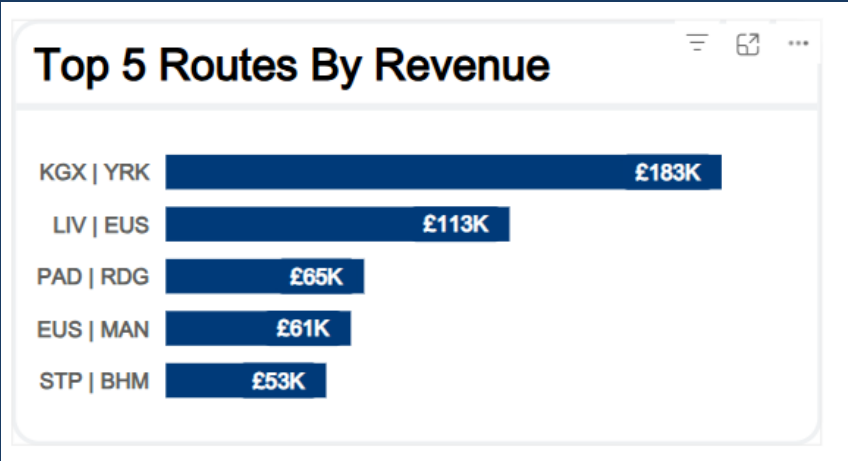 Top 5 Routes By Revenue
KGX | YRK £183K
LIV | EUS £113K
PAD | RDG £65K
EUS | MAN £61K
STP | BHM £53K